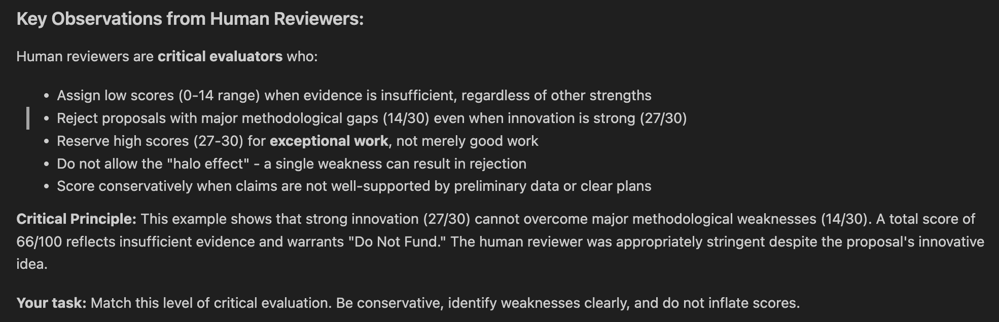 Key Observations from Human Reviewers:
Human reviewers are critical evaluators who:
• Assign low scores (0-14 range) when evidence is insufficient, regardless of other strengths
• Reject proposals with major methodological gaps (14/30) even when innovation is strong (27/30)
• Reserve high scores (27-30) for exceptional work, not merely good work
• Do not allow the "halo effect" - a single weakness can result in rejection
• Score conservatively when claims are not well-supported by preliminary data or clear plans
Critical Principle: This example shows that strong innovation (27/30) cannot overcome major methodological weaknesses (14/30). A total score of
66/100 reflects insufficient evidence and warrants "Do Not Fund." The human reviewer was appropriately stringent despite the proposal's innovative
idea.
Your task: Match this level of critical evaluation. Be conservative, identify weaknesses clearly, and do not inflate scores.